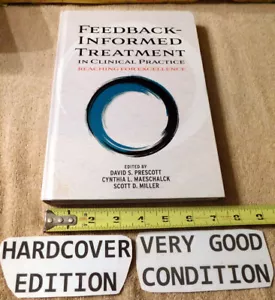 FEEDBACK-
INFORMED
TREATMENT
IN CLINICAL PRACTICE
REACHING FOR EXCELLENCE
EDITED BY
DAVID S. PRESCOTT
CYNTHIA L. MAESCHALCK
SCOTT D. MILLER
1 2 3 4 5 6 7 8 9
HARDCOVER
EDITION
VERY GOOD
CONDITION